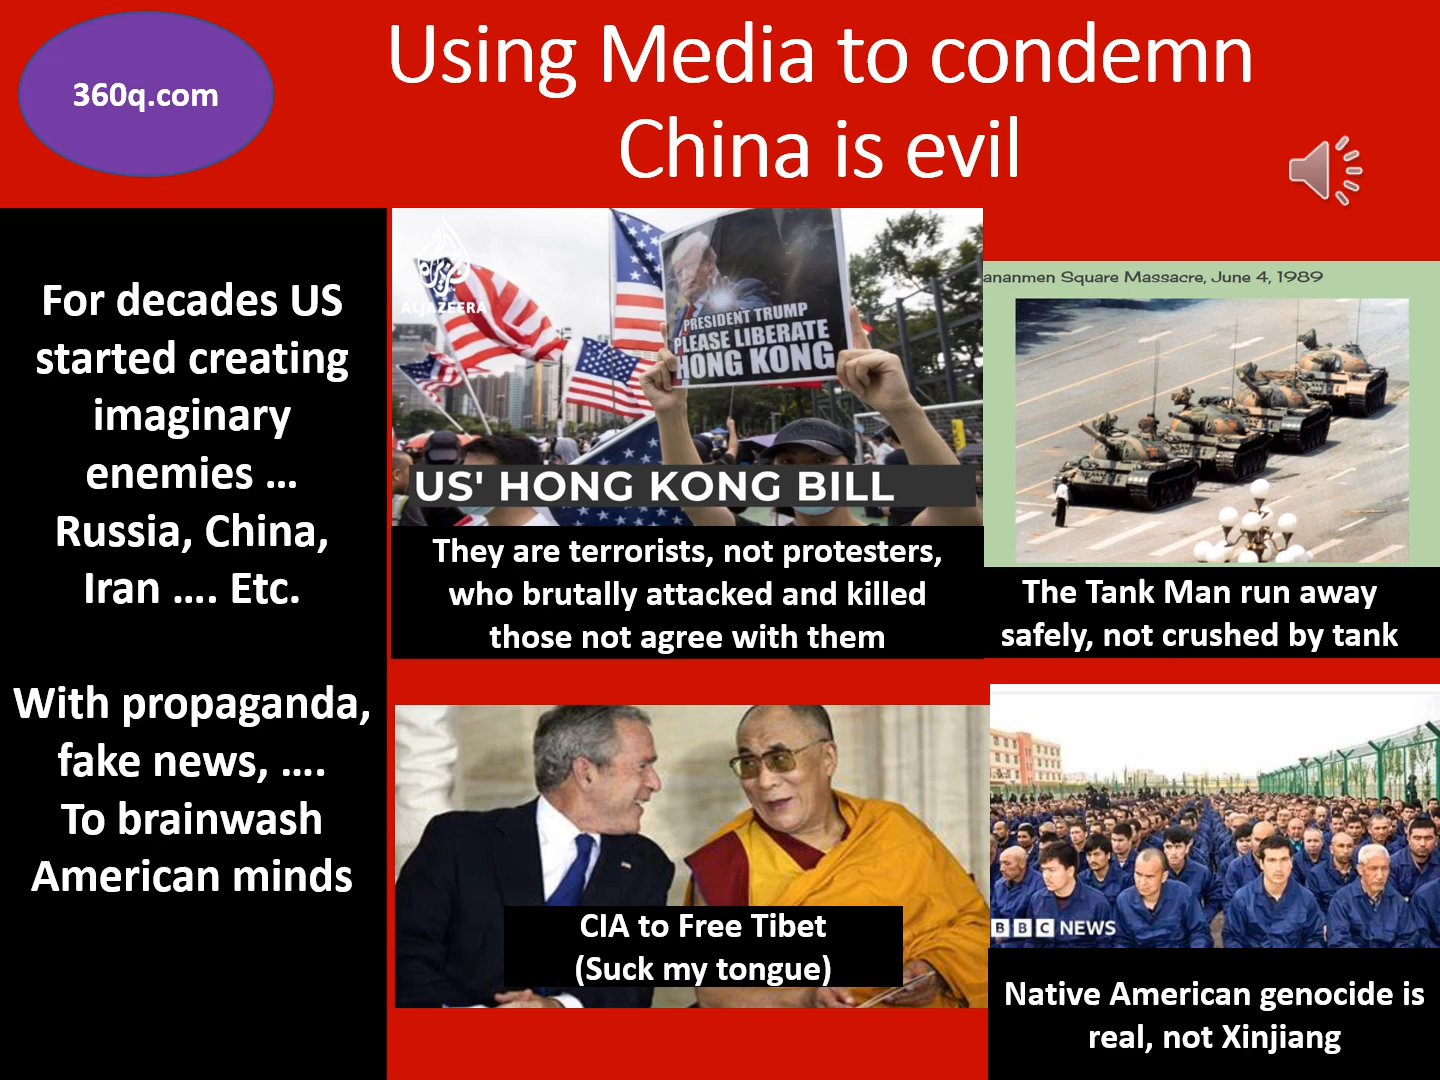 360q.com
Using Media to condemn
China is evil
For decades US
started creating
imaginary
enemies …
Russia, China,
Iran …. Etc.
With propaganda,
fake news, ….
To brainwash
American minds
ALJAZEERA
PRESIDENT TRUMP
PLEASE LIBERATE
HONG KONG
US' HONG KONG BILL
They are terrorists, not protesters,
who brutally attacked and killed
those not agree with them
ananmen Square Massacre, June 4, 1989
The Tank Man run away
safely, not crushed by tank
CIA to Free Tibet
(Suck my tongue)
BBC NEWS
Native American genocide is
real, not Xinjiang